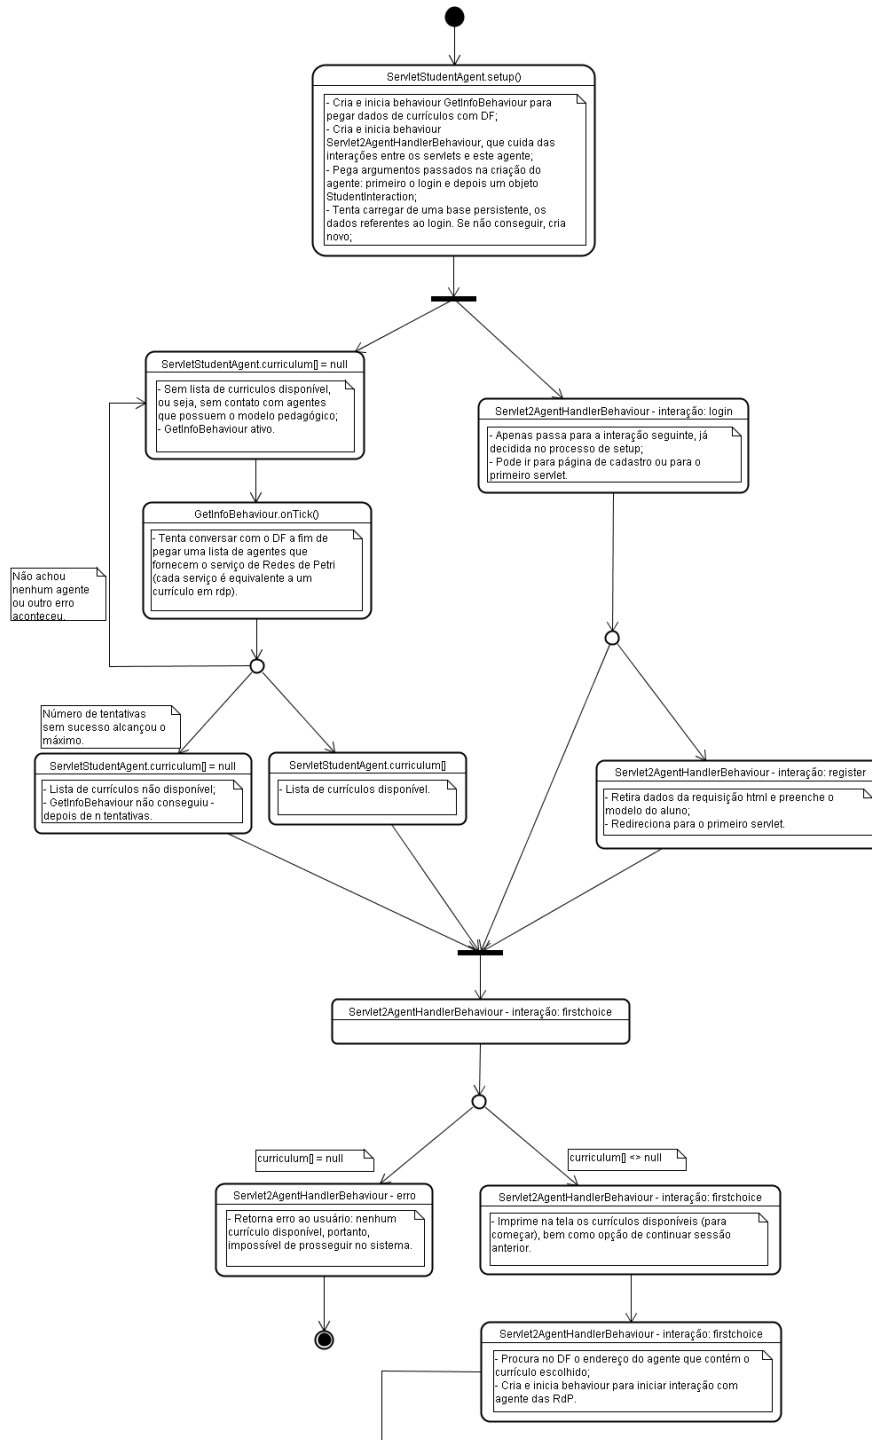 ServletStudentAgent.setup()
- Cria e inicia behaviour GetInfoBehaviour para
pegar dados de currículos com DF;
- Cria e inicia behaviour
Servlet2AgentHandlerBehaviour, que cuida das
interações entre os servlets e este agente;
- Pega argumentos passados na criação do
agente: primeiro o login e depois um objeto
StudentInteraction;
- Tenta carregar de uma base persistente, os
dados referentes ao login. Se não conseguir, cria
novo;
ServletStudentAgent.curriculum[] = null
- Sem lista de curriculos disponível,
ou seja, sem contato com agentes
que possuem o modelo pedagógico;
- GetInfoBehaviour ativo.
Servlet2AgentHandlerBehaviour - interação: login
- Apenas passa para a interação seguinte, já
decidida no processo de setup;
- Pode ir para página de cadastro ou para o
primeiro servlet.
GetInfoBehaviour.onTick()
- Tenta conversar com o DF a fim de
pegar uma lista de agentes que
fornecem o serviço de Redes de Petri
(cada serviço é equivalente a um
currículo em rdp).
Não achou
nenhum agente
ou outro erro
aconteceu.
Número de tentativas
sem sucesso alcançou o
máximo.
ServletStudentAgent.curriculum[] = null
- Lista de currículos não disponível;
- GetInfoBehaviour não conseguiu -
depois de n tentativas.
ServletStudentAgent.curriculum[]
- Lista de currículos disponível.
Servlet2AgentHandlerBehaviour - interação: register
- Retira dados da requisição html e preenche o
modelo do aluno;
- Redireciona para o primeiro servlet.
Servlet2AgentHandlerBehaviour - interação: firstchoice
curriculum[] = null
curriculum[] <> null
Servlet2AgentHandlerBehaviour - erro
- Retorna erro ao usuário: nenhum
currículo disponível, portanto,
impossível de prosseguir no sistema.
Servlet2AgentHandlerBehaviour - interação: firstchoice
- Imprime na tela os currículos disponíveis (para
começar), bem como opção de continuar sessão
anterior.
Servlet2AgentHandlerBehaviour - interação: firstchoice
- Procura no DF o endereço do agente que contém o
currículo escolhido;
- Cria e inicia behaviour para iniciar interação com
agente das RdP.